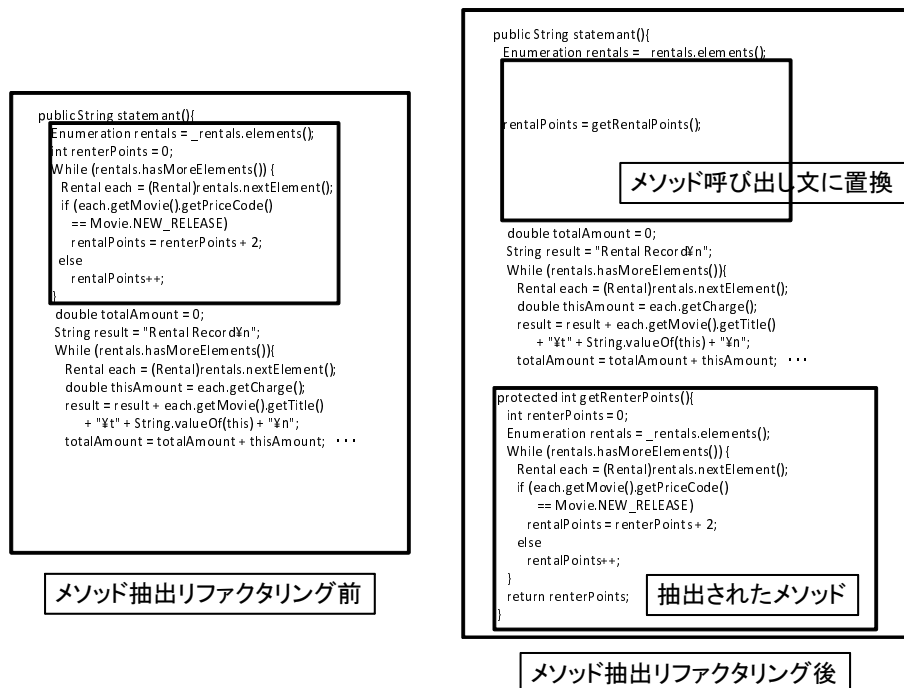 public String statemant(){
Enumeration rentals = _rentals.elements();
int renterPoints = 0;
While (rentals.hasMoreElements()) {
Rental each = (Rental)rentals.nextElement();
if (each.getMovie().getPriceCode()
== Movie.NEW_RELEASE)
rentalPoints = renterPoints + 2;
else
rentalPoints++;
}
double totalAmount = 0;
String result = "Rental Record¥n";
While (rentals.hasMoreElements()){
Rental each = (Rental)rentals.nextElement();
double thisAmount = each.getCharge();
result = result + each.getMovie().getTitle()
+ "¥t" + String.valueOf(this) + "¥n";
totalAmount = totalAmount + thisAmount; ・・・
メソッド抽出リファクタリング前
public String statemant(){
Enumeration rentals = _rentals.elements();
rentalPoints = getRentalPoints();
メソッド呼び出し文に置換
double totalAmount = 0;
String result = "Rental Record¥n";
While (rentals.hasMoreElements()){
Rental each = (Rental)rentals.nextElement();
double thisAmount = each.getCharge();
result = result + each.getMovie().getTitle()
+ "¥t" + String.valueOf(this) + "¥n";
totalAmount = totalAmount + thisAmount; ・・・
protected int getRenterPoints(){
int renterPoints = 0;
Enumeration rentals = _rentals.elements();
While (rentals.hasMoreElements()) {
Rental each = (Rental)rentals.nextElement();
if (each.getMovie().getPriceCode()
== Movie.NEW_RELEASE)
rentalPoints = renterPoints + 2;
else
rentalPoints++;
}
return renterPoints;
抽出されたメソッド
}
メソッド抽出リファクタリング後